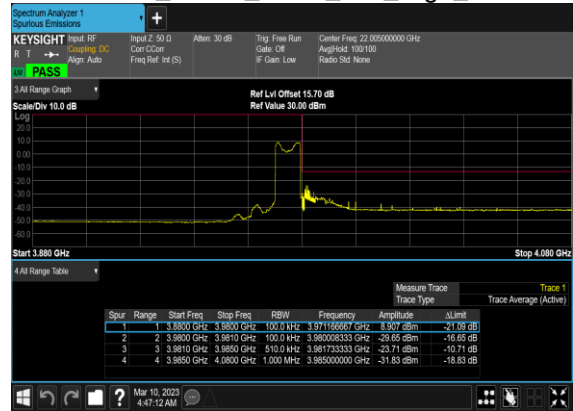 Spectrum Analyzer 1
Spurious Emissions
KEYSIGHT Input: RF Input Z: 50 Ω Atten: 30 dB Trig: Free Run Center Freq: 22.005000000 GHz
R T Coupling: DC Corr CCorr Gate: Off Avg|Hold: 100/100
Align: Auto Freq Ref: Int (S) IF Gain: Low Radio Std: None
PASS
3 All Range Graph
Ref Lvl Offset 15.70 dB
Scale/Div 10.0 dB Ref Value 30.00 dBm
Log
20.0
10.0
0.00
-10.0
-20.0
-30.0
-40.0
-50.0
-60.0
Start 3.880 GHz Stop 4.080 GHz
4 All Range Table
Measure Trace Trace 1
Trace Type Trace Average (Active)
Spur Range Start Freq Stop Freq RBW Frequency Amplitude ΔLimit
1 1 3.8800 GHz 3.9800 GHz 100.0 kHz 3.971166667 GHz 8.907 dBm -21.09 dB
2 2 3.9800 GHz 3.9810 GHz 100.0 kHz 3.980008333 GHz -29.65 dBm -16.65 dB
3 3 3.9810 GHz 3.9850 GHz 510.0 kHz 3.981733333 GHz -23.71 dBm -10.71 dB
4 4 3.9850 GHz 4.0800 GHz 1.000 MHz 3.985000000 GHz -31.83 dBm -18.83 dB
Mar 10, 2023
4:47:12 AM